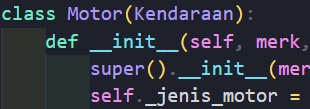 class Motor(Kendaraan):
def __init__(self, merk,
super().__init__(mer
self._jenis_motor =